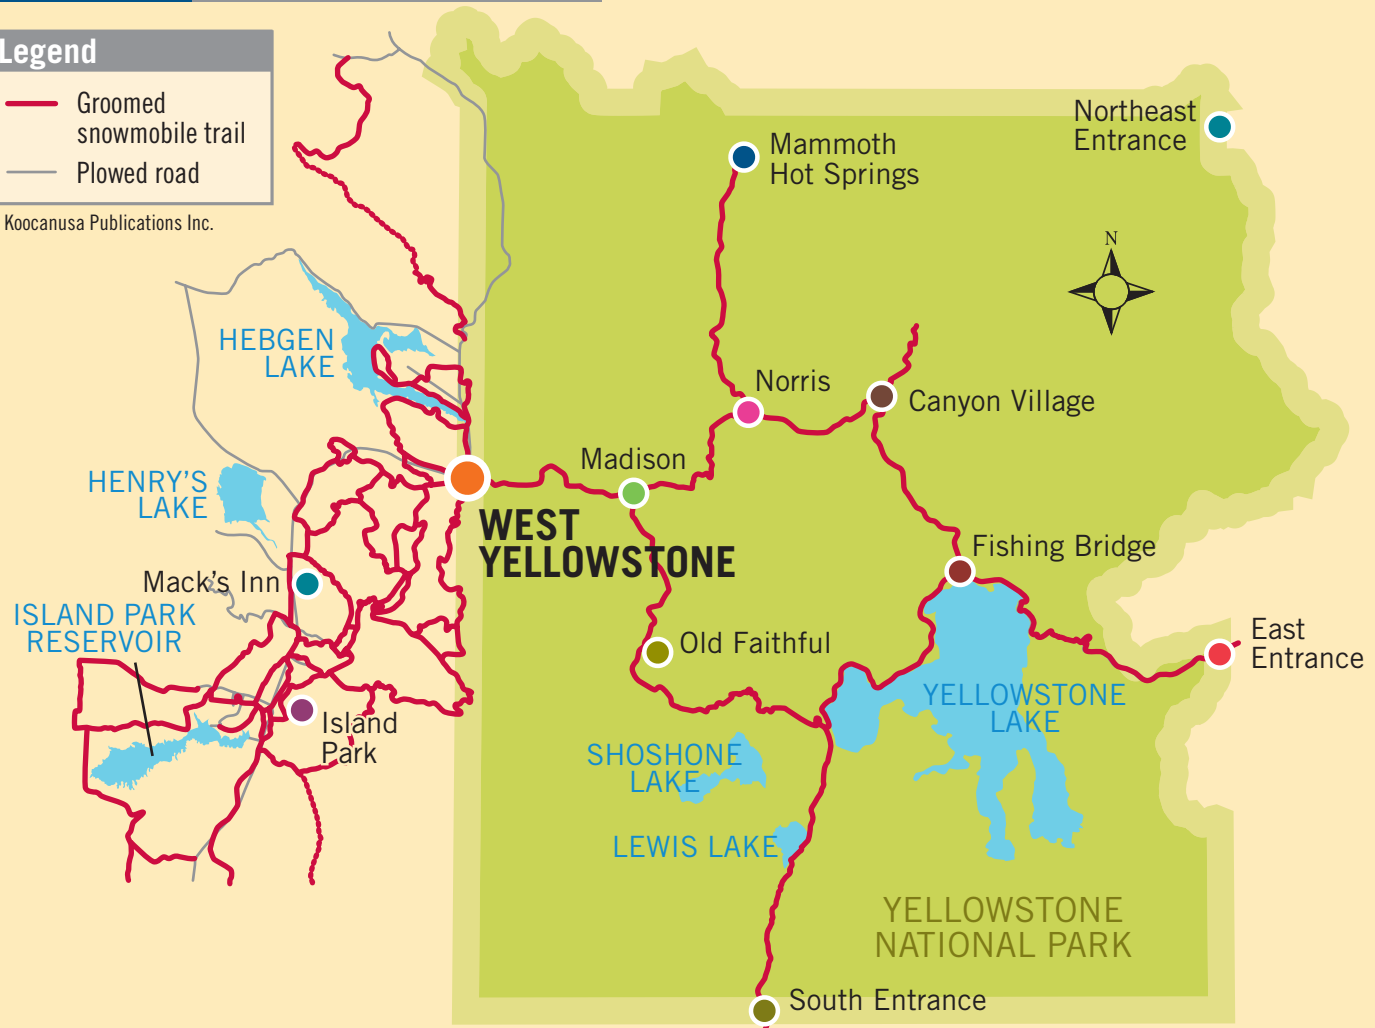 Legend
Groomed
snowmobile trail
Plowed road
Koocanusa Publications Inc.
Northeast
Entrance
Mammoth
Hot Springs
N
HEBGEN
LAKE
Norris
Canyon Village
Madison
HENRY'S
LAKE
WEST
YELLOWSTONE
Fishing Bridge
Mack's Inn
ISLAND PARK
RESERVOIR
Old Faithful
East
Entrance
YELLOWSTONE
LAKE
Island
Park
SHOSHONE
LAKE
LEWIS LAKE
YELLOWSTONE
NATIONAL PARK
South Entrance